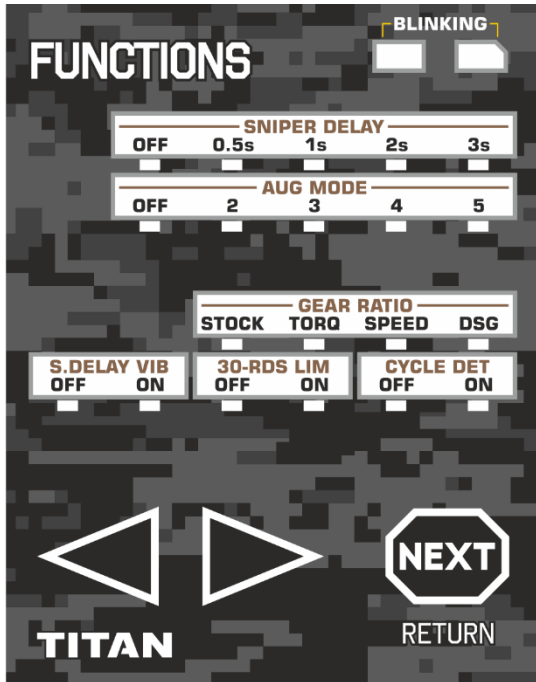 BLINKING
FUNCTIONS
SNIPER DELAY
OFF 0.5s 1s 2s 3s
AUG MODE
OFF 2 3 4 5
GEAR RATIO
STOCK TORQ SPEED DSG
S.DELAY VIB 30-RDS LIM CYCLE DET
OFF ON OFF ON OFF ON
NEXT
TITAN RETURN